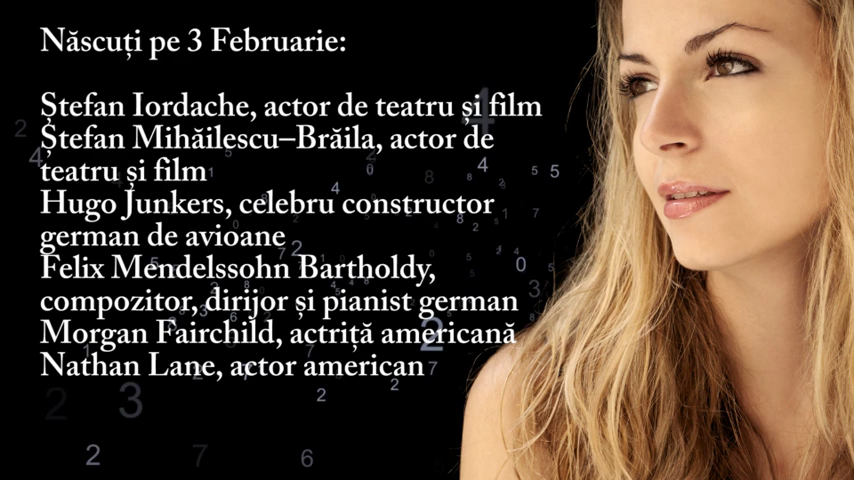 Născuți pe 3 Februarie:
Ștefan Iordache, actor de teatru și film
Ștefan Mihăilescu–Brăila, actor de
teatru și film
Hugo Junkers, celebru constructor
german de avioane
Felix Mendelssohn Bartholdy,
compozitor, dirijor și pianist german
Morgan Fairchild, actriță americană
Nathan Lane, actor american